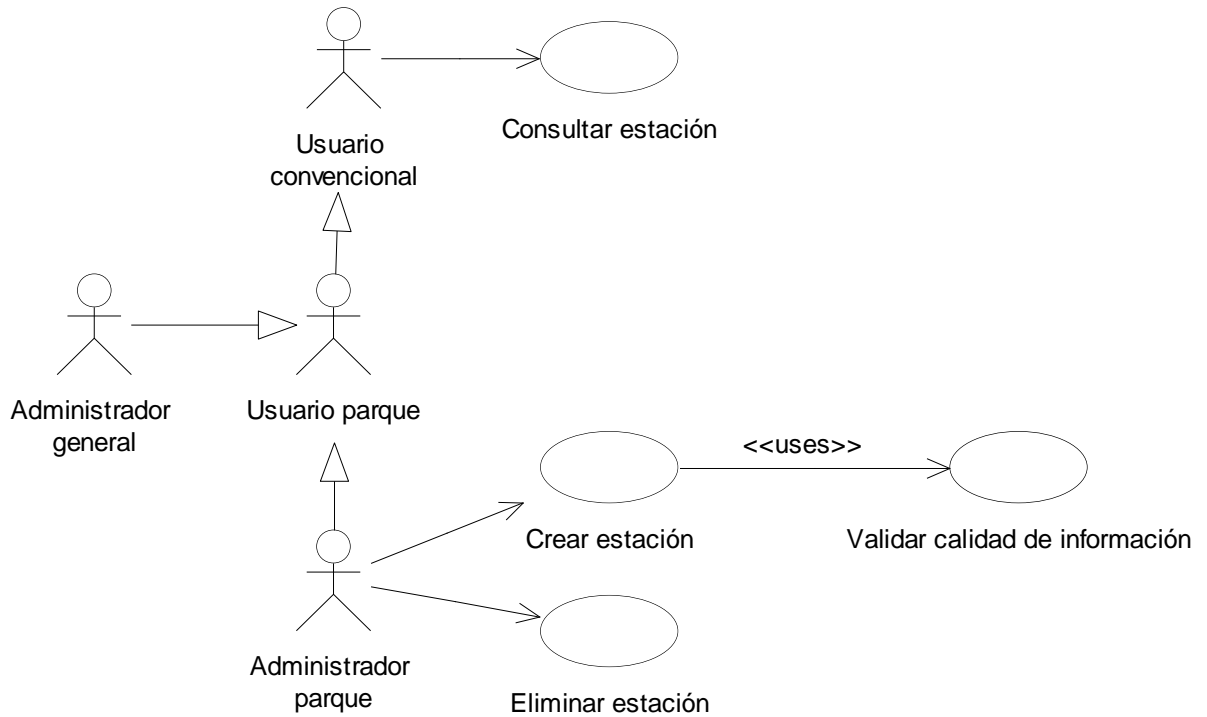 Consultar estación
Usuario
convencional
Administrador
general
Usuario parque
<<uses>>
Crear estación
Validar calidad de información
Administrador
parque
Eliminar estación